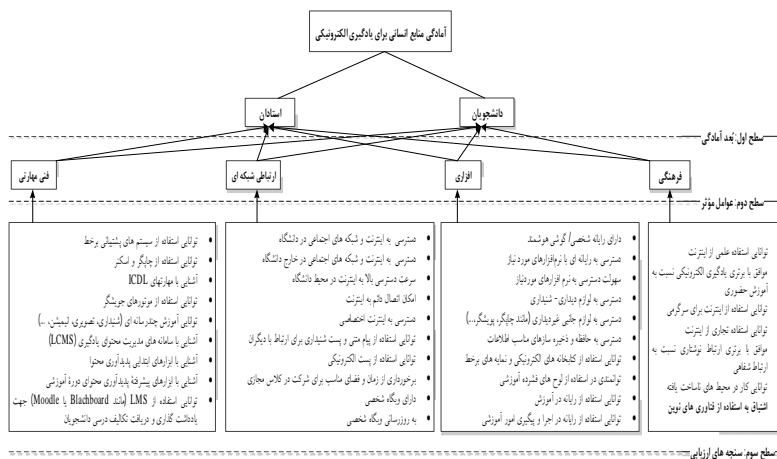 آمادگی منابع انسانی برای یادگیری الکترونیکی
دانشجویان
استادان
سطح اول: بُعد آمادگی
فرهنگی
افزاری
ارتباطی شبکه ای
فنی مهارتی
سطح دوم: عوامل مؤثر
توانایی استفاده علمی از اینترنت
موافق با برتری یادگیری الکترونیکی نسبت به
آموزش حضوری
توانایی استفاده از اینترنت برای سرگرمی
توانایی استفاده تجاری از اینترنت
موافق با برتری ارتباط نوشتاری نسبت به
ارتباط شفاهی
توانایی کار در محیط های ناساخت یافته
اشتیاق به استفاده از فناوری های نوین
دارای رایانه شخصی/ گوشی هوشمند
دسترسی به رایانه ای با نرم‌افزارهای مورد نیاز
سهولت دسترسی به نرم افزارهای موردنیاز
دسترسی به لوازم دیداری- شنیداری
دسترسی به لوازم جانبی غیردیداری (مانند چاپگر، پویشگر،...)
دسترسی به حافظه و ذخیره سازهای مناسب اطلاعات
توانایی استفاده از کتابخانه های الکترونیکی و نمایه های برخط
توانمندی در استفاده از لوح های فشرده آموزشی
توانایی استفاده از رایانه در آموزش
توانایی استفاده از رایانه در اجرا و پیگیری امور آموزشی
دسترسی به اینترنت و شبکه های اجتماعی در دانشگاه
دسترسی به اینترنت و شبکه های اجتماعی در خارج دانشگاه
سرعت دسترسی بالا به اینترنت در محیط دانشگاه
امکان اتصال دائم به اینترنت
دسترسی به اینترنت اختصاصی
توانایی استفاده از پیام متنی و پست شنیداری برای ارتباط با دیگران
توانایی استفاده از پست الکترونیکی
برخورداری از زمان و فضای مناسب برای شرکت در کلاس مجازی
دارای وبگاه شخصی
به روزرسانی وبگاه شخصی
توانایی استفاده از سیستم های پشتیبانی برخط
توانایی استفاده از چاپگر و اسکنر
آشنایی با مهارتهای ICDL
توانایی استفاده از موتورهای جویشگر
توانایی آموزش چندرسانه ای (شنیداری، تصویری، انیمیشن، ...)
آشنایی با سامانه های مدیریت محتوای یادگیری (LCMS)
آشنایی با ابزارهای ابتدایی پدیدآوری محتوا
آشنایی با ابزارهای پیشرفتة پدیدآوری محتوای دورة آموزشی
توانایی استفاده از LMS (مانند Blachboard یا Moodle) جهت
یادداشت گذاری و دریافت تکالیف درسی دانشجویان
سطح سوم: سنجه های ارزیابی